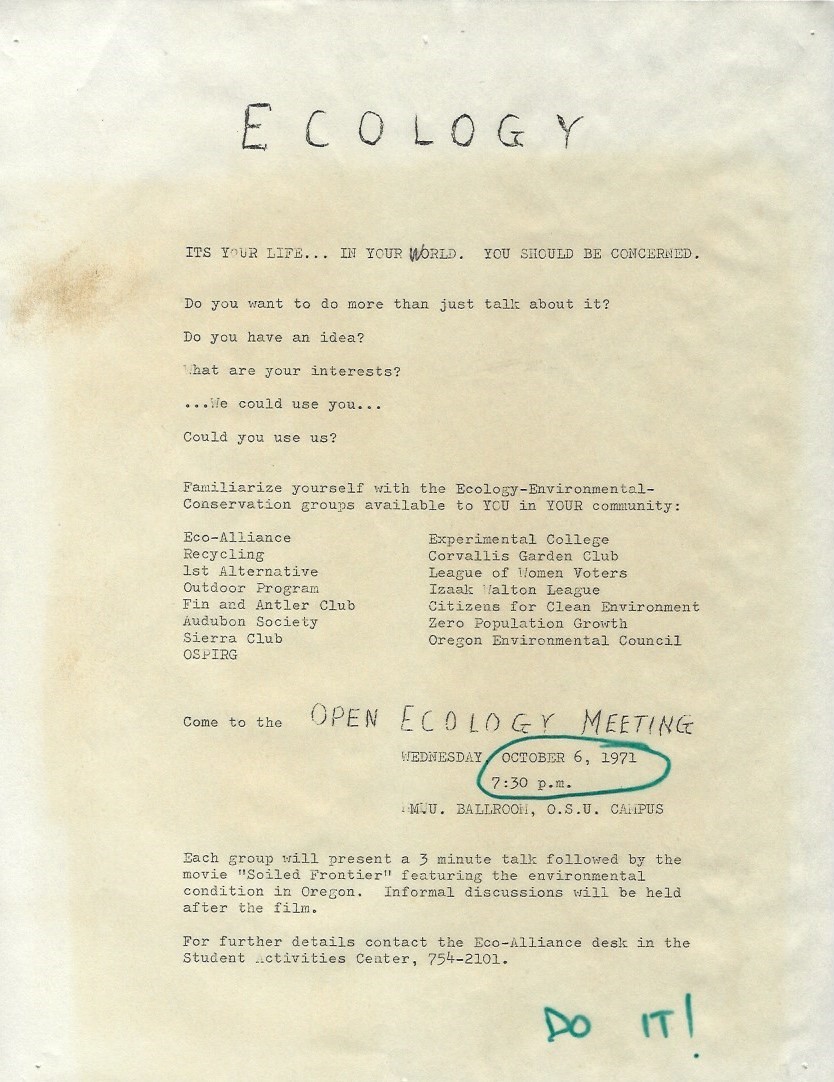 ECOLOGY
ITS YOUR LIFE... IN YOUR WORLD. YOU SHOULD BE CONCERNED.
Do you want to do more than just talk about it?
Do you have an idea?
What are your interests?
...We could use you...
Could you use us?
Familiarize yourself with the Ecology-Environmental-
Conservation groups available to YOU in YOUR community:
Eco-Alliance
Recycling
1st Alternative
Outdoor Program
Fin and Antler Club
Audubon Society
Sierra Club
OSPIRG
Experimental College
Corvallis Garden Club
League of Women Voters
Izaak Walton League
Citizens for Clean Environment
Zero Population Growth
Oregon Environmental Council
Come to the OPEN ECOLOGY MEETING
WEDNESDAY, OCTOBER 6, 1971
7:30 p.m.
M.U. BALLROOM, O.S.U. CAMPUS
Each group will present a 3 minute talk followed by the
movie "Soiled Frontier" featuring the environmental
condition in Oregon. Informal discussions will be held
after the film.
For further details contact the Eco-Alliance desk in the
Student Activities Center, 754-2101.
DO IT!